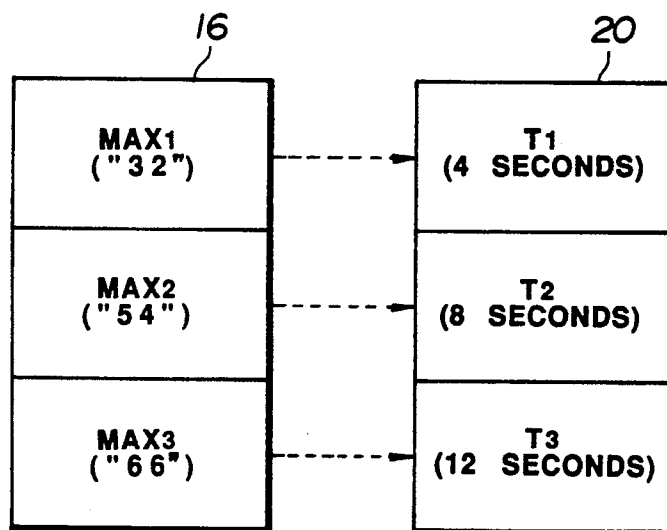 16
20
MAX1
("32")
T1
(4 SECONDS)
MAX2
("54")
T2
(8 SECONDS)
MAX3
("66")
T3
(12 SECONDS)